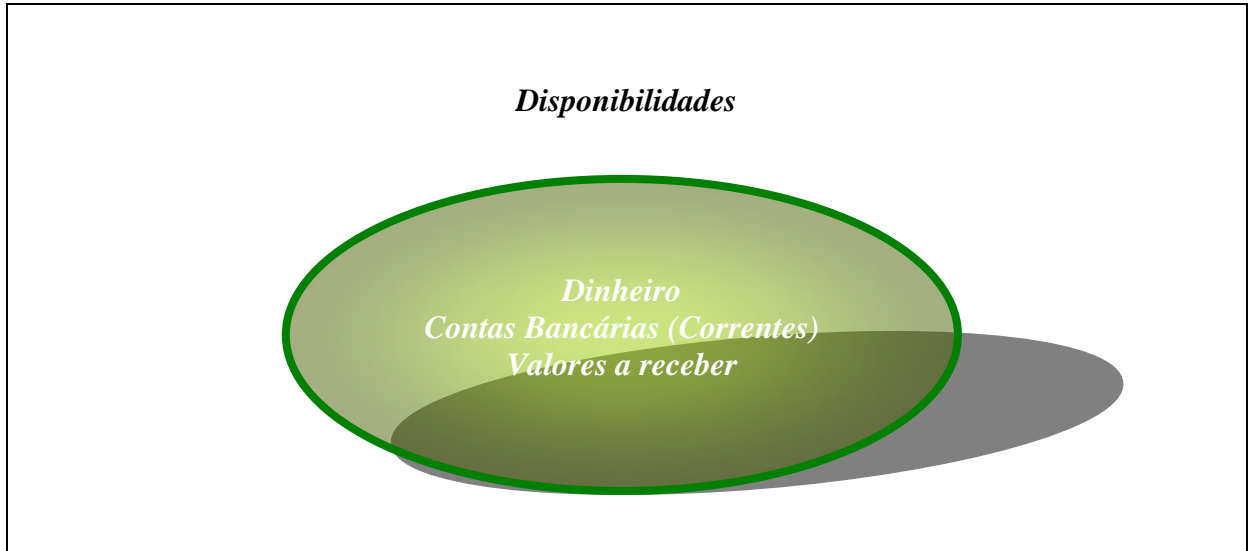 Disponibilidades
Dinheiro
Contas Bancárias (Correntes)
Valores a receber